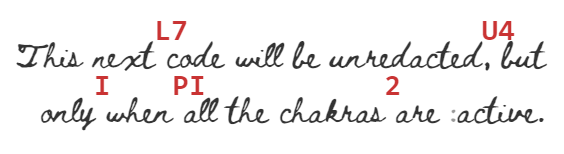 L7 U4
This next code will be unredacted, but
I PI 2
only when all the chakras are :active.